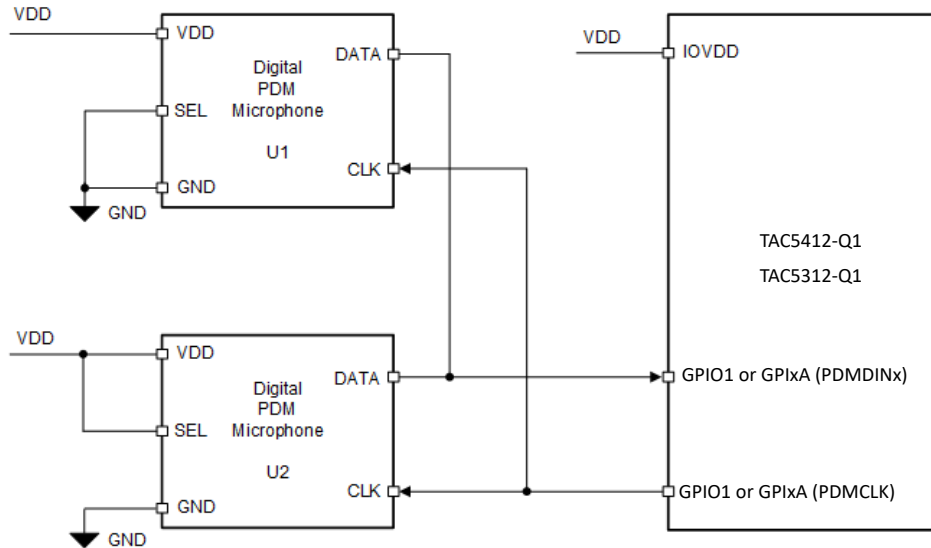 VDD
VDD
DATA
Digital
PDM
Microphone
SEL
U1
CLK
GND
GND
VDD
IOVDD
TAC5412-Q1
TAC5312-Q1
VDD
VDD
DATA
Digital
PDM
Microphone
SEL
U2
CLK
GND
GND
GPIO1 or GPIxA (PDMDINx)
GPIO1 or GPIxA (PDMCLK)